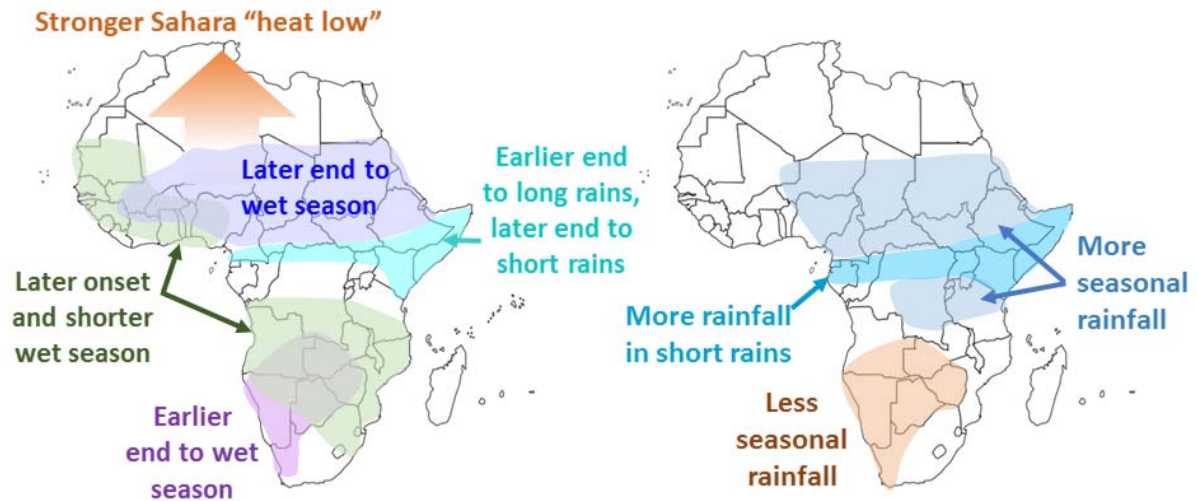 Stronger Sahara “heat low”
Later end to
wet season
Earlier end
to long rains,
later end to
short rains
Later onset
and shorter
wet season
Earlier
end to wet
season
More
seasonal
rainfall
More rainfall
in short rains
Less
seasonal
rainfall